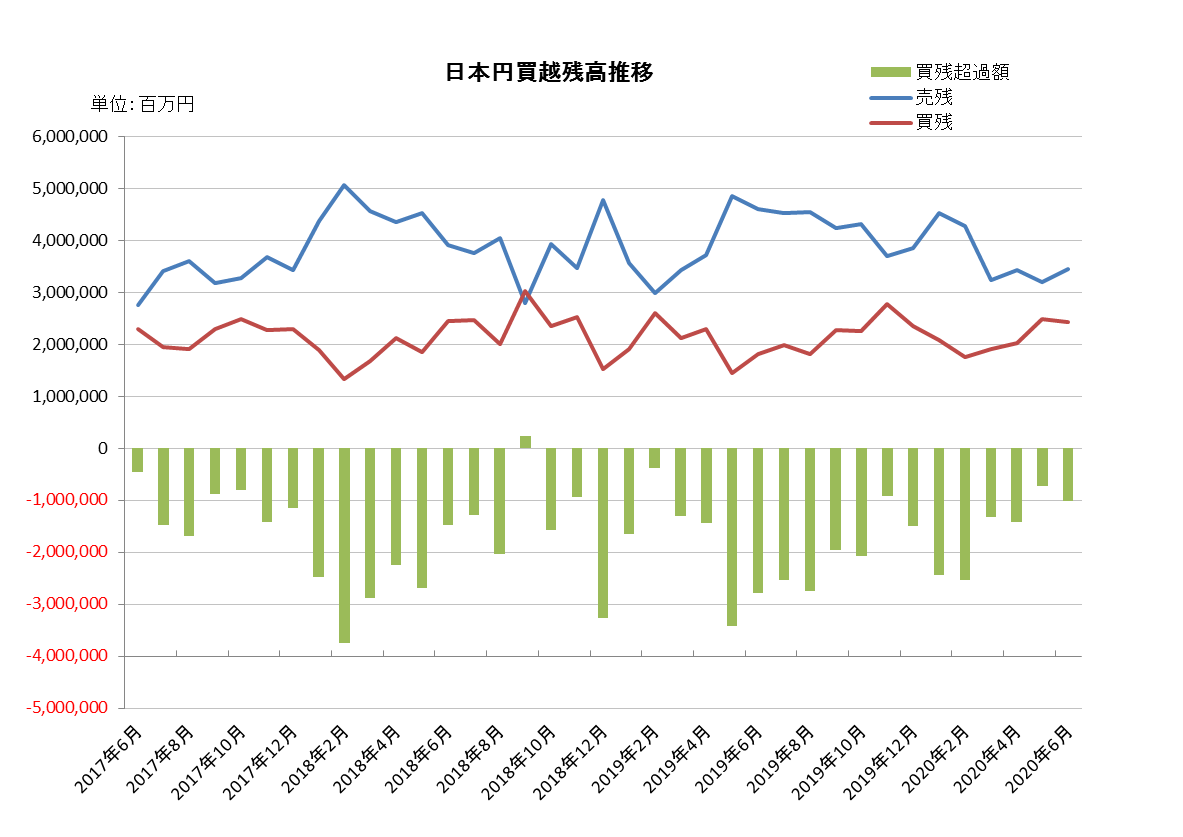 日本円買越残高推移
買残超過額
売残
買残
単位: 百万円
6,000,000
5,000,000
4,000,000
3,000,000
2,000,000
1,000,000
0
-1,000,000
-2,000,000
-3,000,000
-4,000,000
-5,000,000
2017年6月
2017年8月
2017年10月
2017年12月
2018年2月
2018年4月
2018年6月
2018年8月
2018年10月
2018年12月
2019年2月
2019年4月
2019年6月
2019年8月
2019年10月
2019年12月
2020年2月
2020年4月
2020年6月